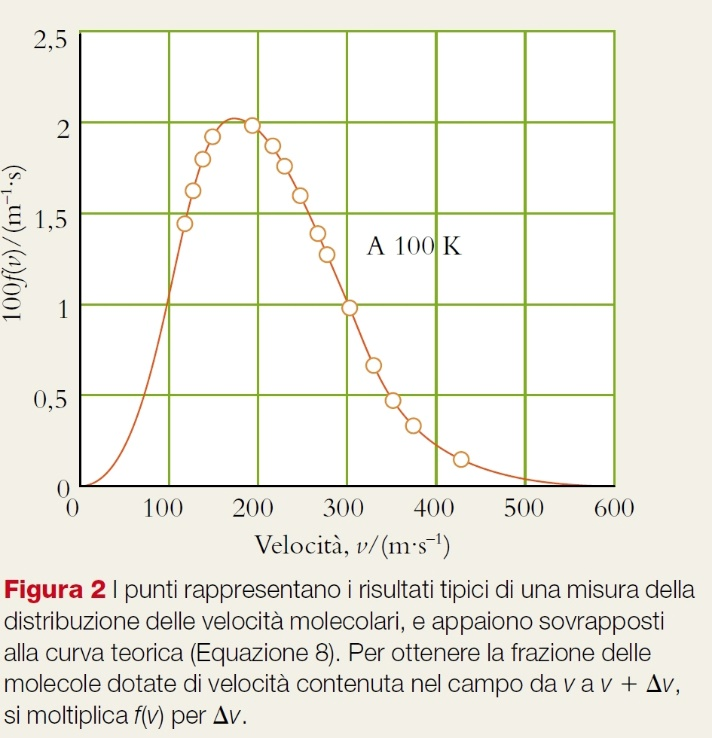 2,5
2
1,5
1
0,5
0
100f(v)/(m⁻¹·s)
A 100 K
0 100 200 300 400 500 600
Velocità, v/(m·s⁻¹)
Figura 2 I punti rappresentano i risultati tipici di una misura della
distribuzione delle velocità molecolari, e appaiono sovrapposti
alla curva teorica (Equazione 8). Per ottenere la frazione delle
molecole dotate di velocità contenuta nel campo da v a v + Δv,
si moltiplica f(v) per Δv.